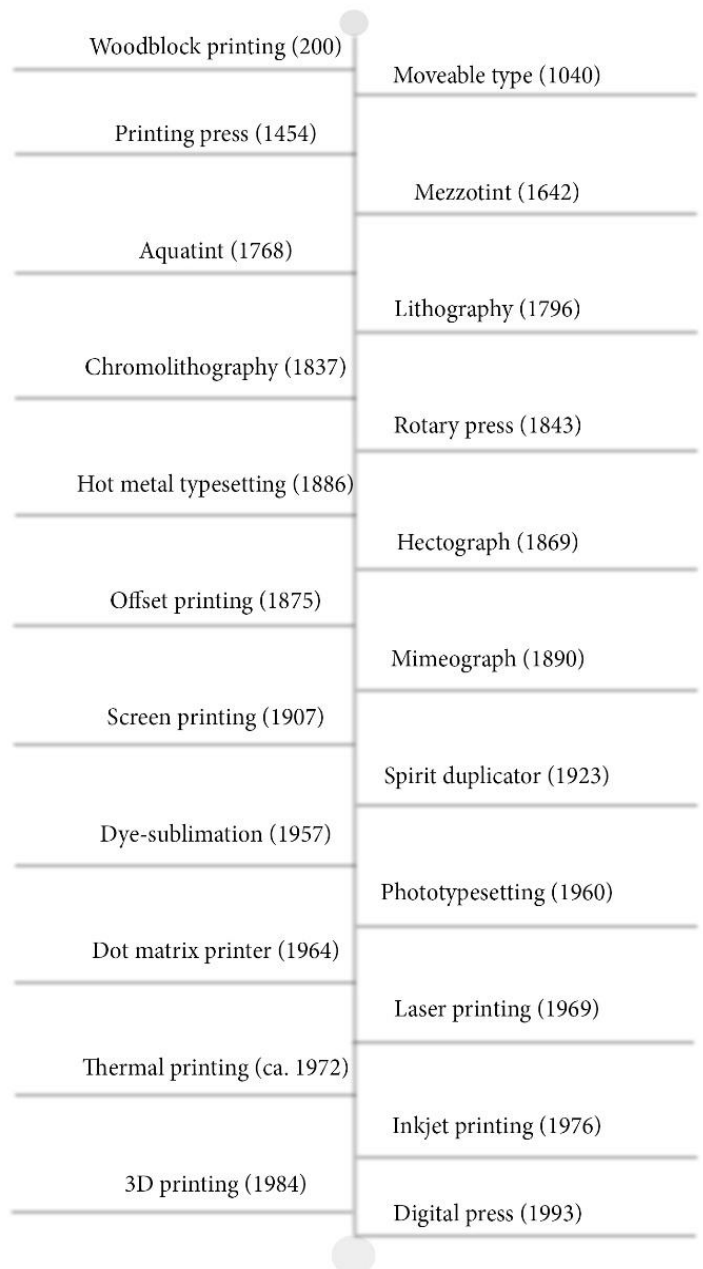 Woodblock printing (200)
Moveable type (1040)
Printing press (1454)
Mezzotint (1642)
Aquatint (1768)
Lithography (1796)
Chromolithography (1837)
Rotary press (1843)
Hot metal typesetting (1886)
Hectograph (1869)
Offset printing (1875)
Mimeograph (1890)
Screen printing (1907)
Spirit duplicator (1923)
Dye-sublimation (1957)
Phototypesetting (1960)
Dot matrix printer (1964)
Laser printing (1969)
Thermal printing (ca. 1972)
Inkjet printing (1976)
3D printing (1984)
Digital press (1993)